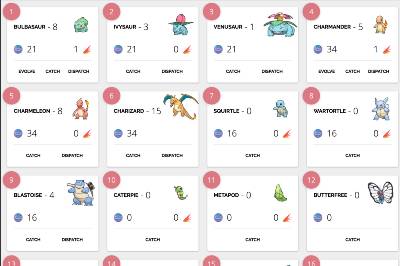 1
BULBASAUR - 8
21
1
EVOLVE CATCH DISPATCH
2
IVYSAUR - 3
21
0
CATCH DISPATCH
3
VENUSAUR - 1
21
CATCH DISPATCH
4
CHARMANDER - 5
34
1
EVOLVE CATCH DISPATCH
5
CHARMELEON - 8
34
0
CATCH DISPATCH
6
CHARIZARD - 15
34
CATCH DISPATCH
7
SQUIRTLE - 0
16
0
CATCH
8
WARTORTLE - 0
16
0
CATCH
9
BLASTOISE - 4
16
CATCH DISPATCH
10
CATERPIE - 0
0
0
CATCH
11
METAPOD - 0
0
0
CATCH
12
BUTTERFREE - 0
0
CATCH
13
14
15
16